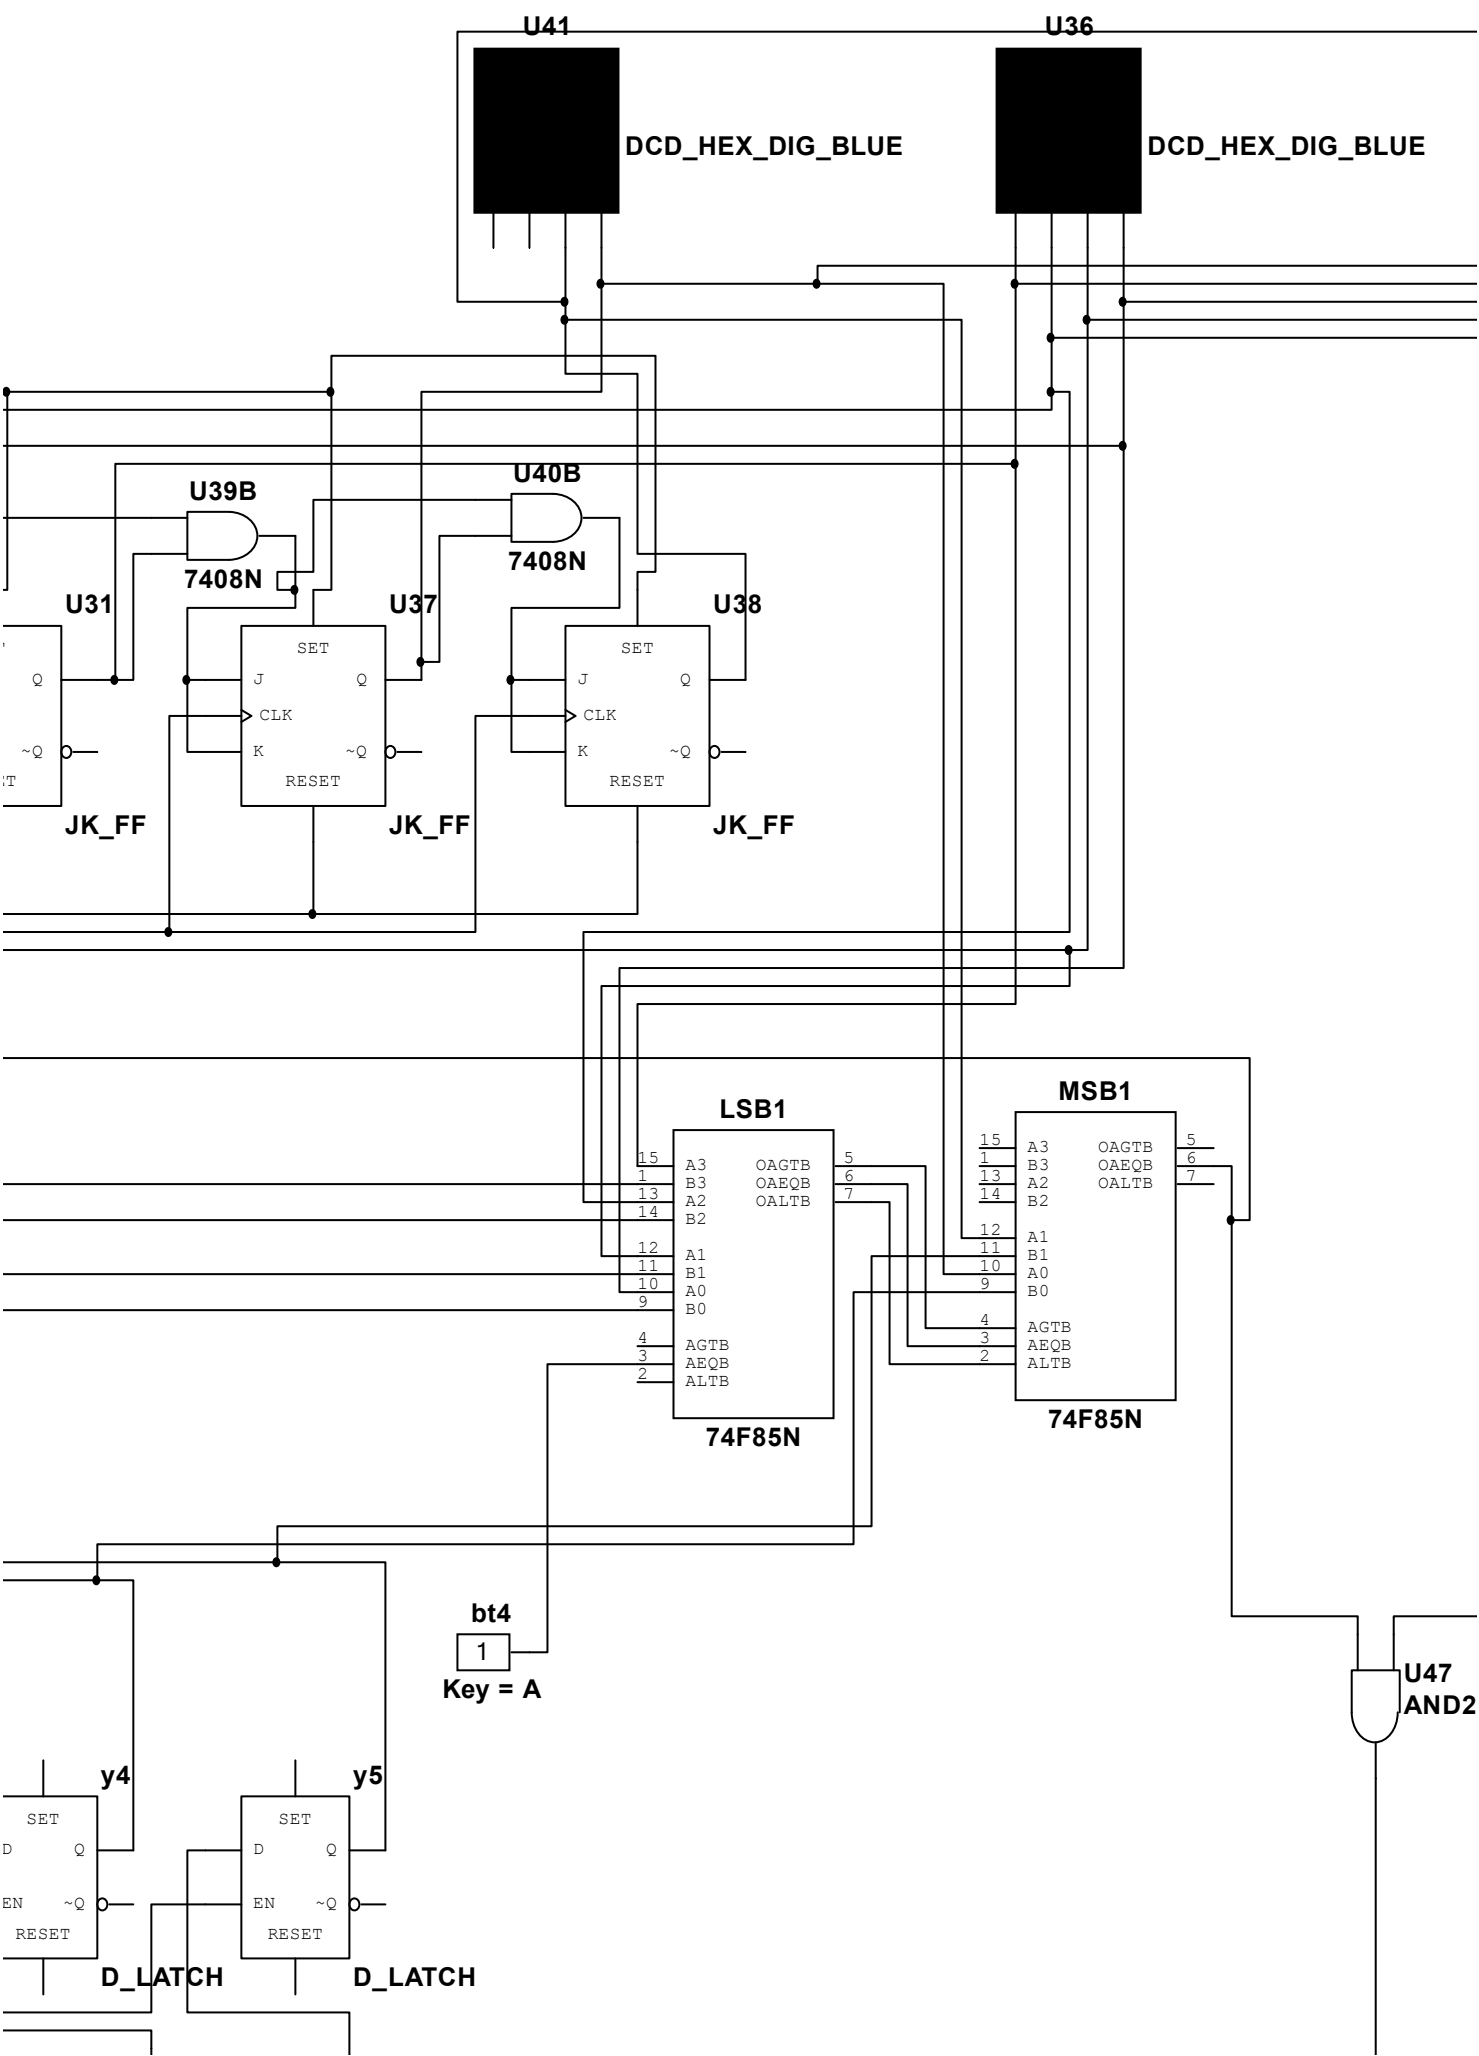 U41
U36
DCD_HEX_DIG_BLUE
DCD_HEX_DIG_BLUE
U39B
7408N
U40B
7408N
U31
Q
~Q
JK_FF
U37
SET
J
Q
CLK
K
~Q
RESET
JK_FF
U38
SET
J
Q
CLK
K
~Q
RESET
JK_FF
LSB1
15 A3 OAGTB 5
1 B3 OAEQB 6
13 A2 OALTB 7
14 B2
12 A1
11 B1
10 A0
9 B0
4 AGTB
3 AEQB
2 ALTB
74F85N
MSB1
15 A3 OAGTB 5
1 B3 OAEQB 6
13 A2 OALTB 7
14 B2
12 A1
11 B1
10 A0
9 B0
4 AGTB
3 AEQB
2 ALTB
74F85N
bt4
1
Key = A
U47
AND2
y4
SET
D Q
EN ~Q
RESET
D_LATCH
y5
SET
D Q
EN ~Q
RESET
D_LATCH